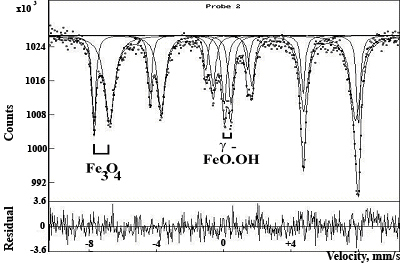 x10³
Probe 2
1024
1016
1008
1000
992
Counts
Fe3O4
γ -
FeO.OH
3.6
0
-3.6
Residual
-8 -4 0 +4
Velocity, mm/s